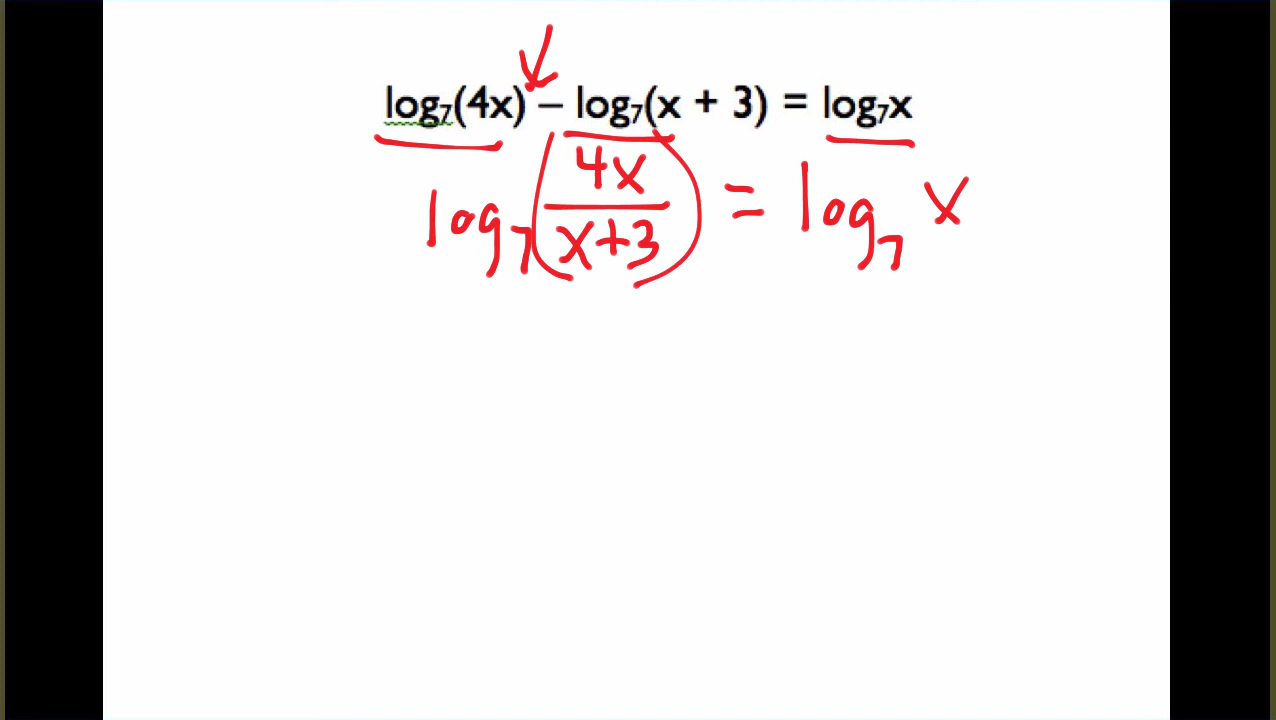 log₇(4x) – log₇(x + 3) = log₇x
log₇(4x/(x+3)) = log₇ x